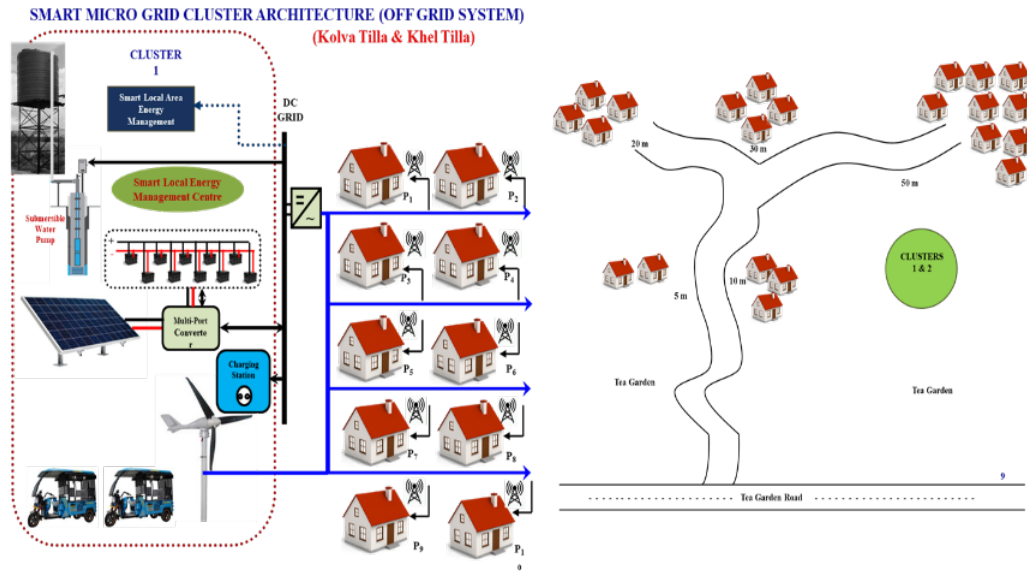 SMART MICRO GRID CLUSTER ARCHITECTURE (OFF GRID SYSTEM)
(Kolva Tilla & Khel Tilla)
CLUSTER
1
Smart Local Area
Energy
Management
DC
GRID
Smart Local Energy
Management Centre
Submersible
Water
Pump
+
-
Multi-Port
Converte
r
Charging
Station
P1
P2
P3
P4
P5
P6
P7
P8
P9
P1
0
20 m
30 m
50 m
5 m
10 m
CLUSTERS
1 & 2
Tea Garden
Tea Garden
9
Tea Garden Road